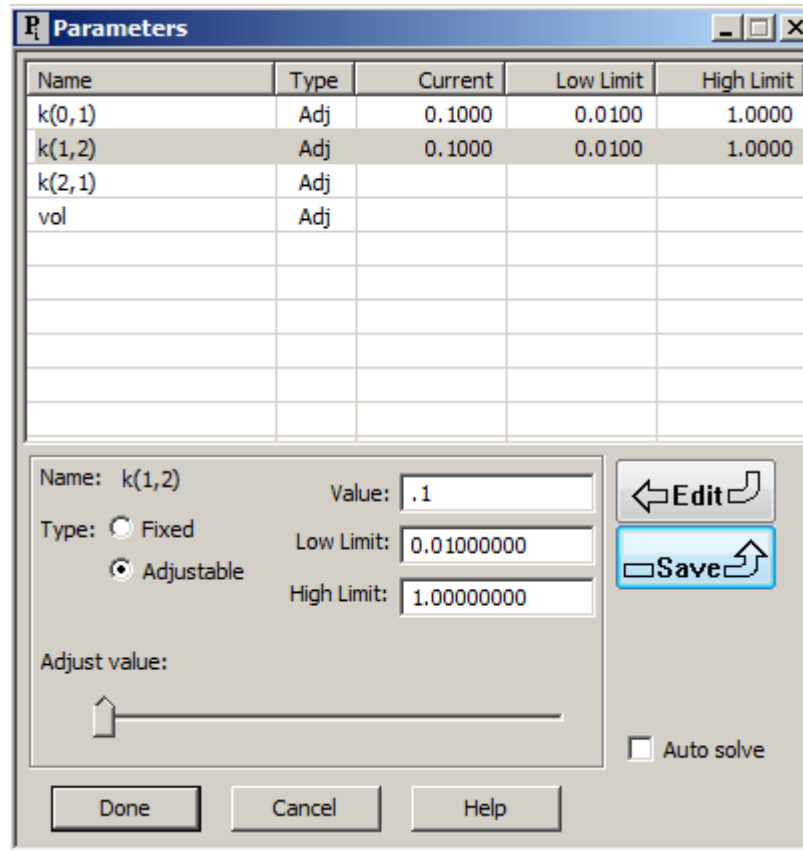 Parameters
Name Type Current Low Limit High Limit
k(0,1) Adj 0.1000 0.0100 1.0000
k(1,2) Adj 0.1000 0.0100 1.0000
k(2,1) Adj
vol Adj
Name: k(1,2) Value: .1 Edit
Type: Fixed Low Limit: 0.01000000 Save
Adjustable High Limit: 1.00000000
Adjust value:
Auto solve
Done Cancel Help